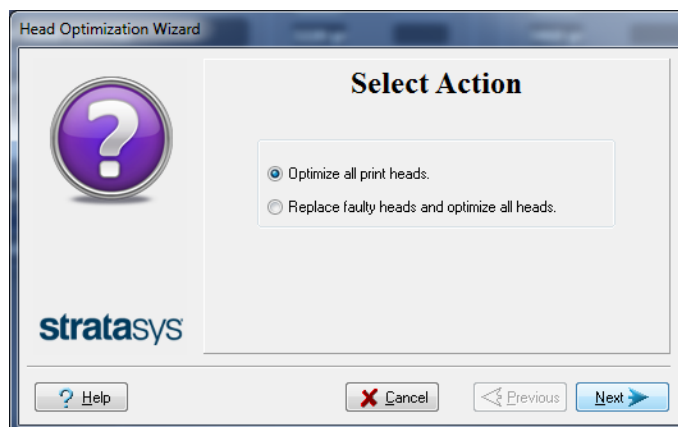 Head Optimization Wizard
Select Action
Optimize all print heads.
Replace faulty heads and optimize all heads.
stratasys
? Help
Cancel
Previous
Next